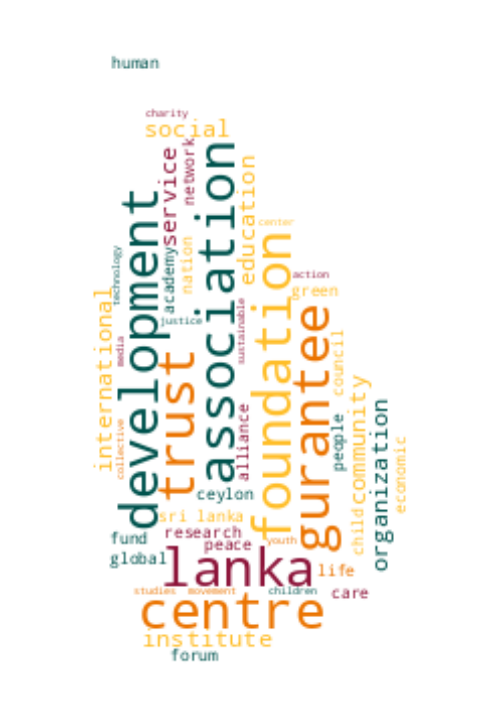 human
charity
social
service
network
association
education
development
academy
nation
center
foundation
technology
international
justice
sustainable
action
green
gurantee
media
trust
council
collective
alliance
people
community
child
organization
economic
ceylon
sri lanka
research
fund
peace
youth
global
lanka
life
studies
movement
children
care
centre
institute
forum